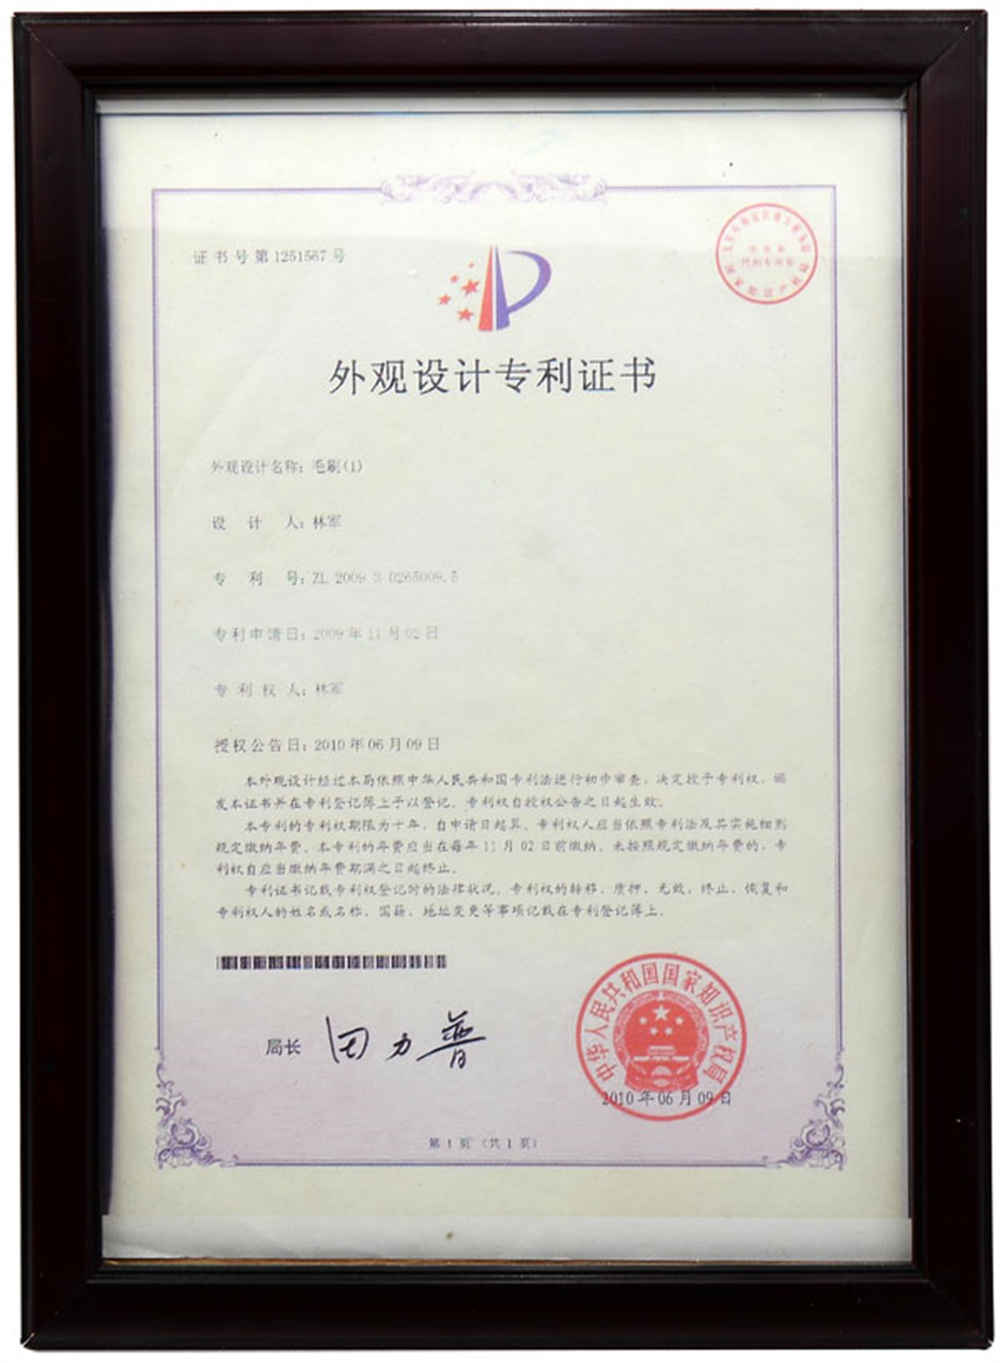 证书号第1251567号
外观设计专利证书
外观设计名称：毛刷(1)
设 计 人：林军
专 利 号：ZL 2009 3 0265009.5
专利申请日：2009年11月02日
专 利 权 人：林军
授权公告日：2010年06月09日
本外观设计经过本局依照中华人民共和国专利法进行初步审查，决定授予专利权，颁
发本证书并在专利登记簿上予以登记。专利权自授权公告之日起生效。
本专利的专利权期限为十年，自申请日起算。专利权人应当依照专利法及其实施细则
规定缴纳年费。本专利的年费应当在每年11月02日前缴纳。未按照规定缴纳年费的，专
利权自应当缴纳年费期满之日起终止。
专利证书记载专利权登记时的法律状况。专利权的转移、质押、无效、终止、恢复和
专利权人的姓名或名称、国籍、地址变更等事项记载在专利登记簿上。
局长 田力普
中华人民共和国国家知识产权局
2010年06月09日
第1页（共1页）